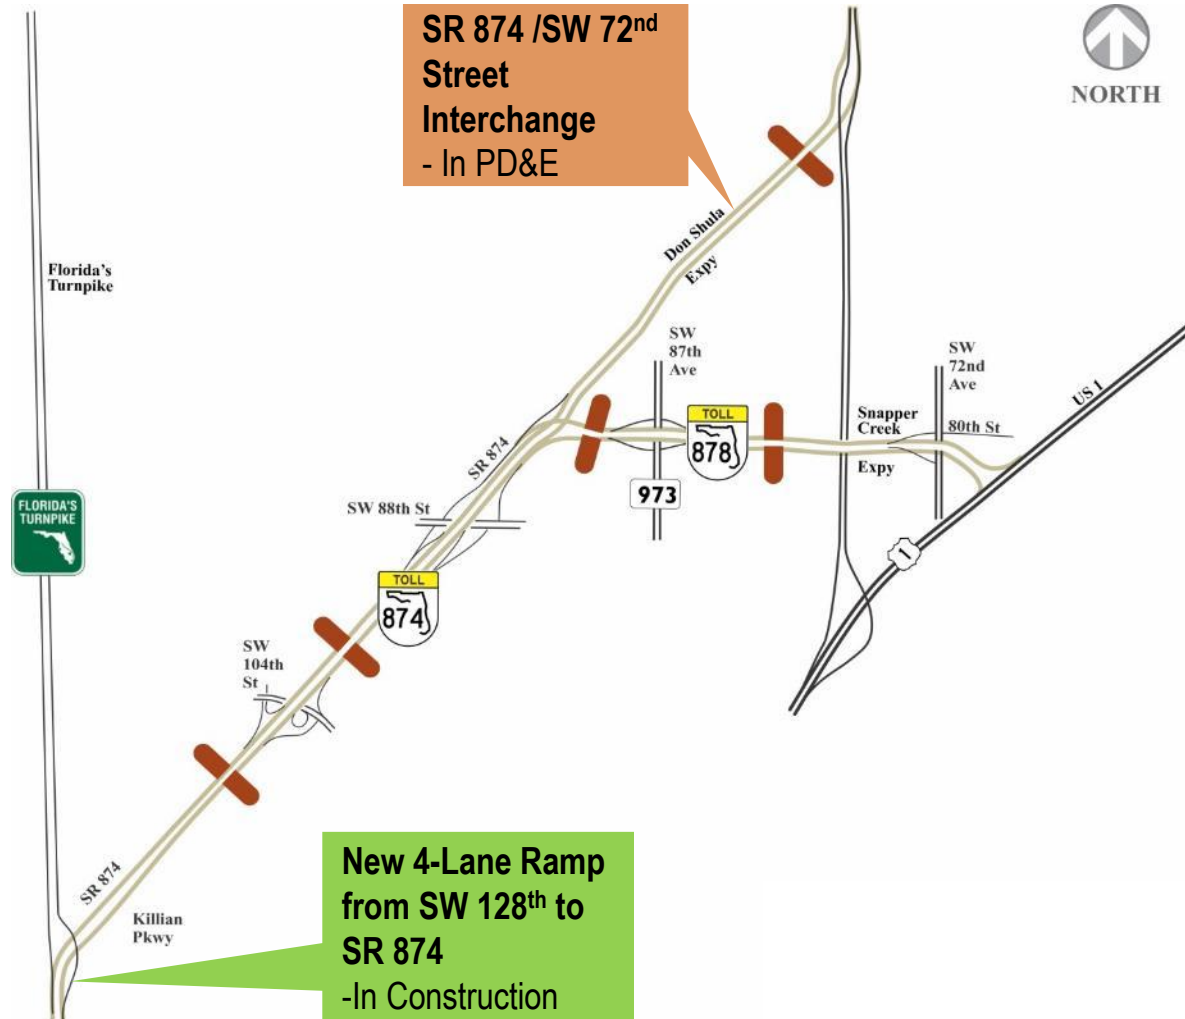 SR 874 /SW 72nd
Street
Interchange
- In PD&E
NORTH
Don Shula
Expy
Florida's
Turnpike
SW
87th
Ave
SW
72nd
Ave
US 1
TOLL
878
Snapper
Creek
Expy
80th St
SR 874
973
SW 88th St
FLORIDA'S
TURNPIKE
1
TOLL
874
SW
104th
St
SR 874
Killian
Pkwy
New 4-Lane Ramp
from SW 128th to
SR 874
-In Construction